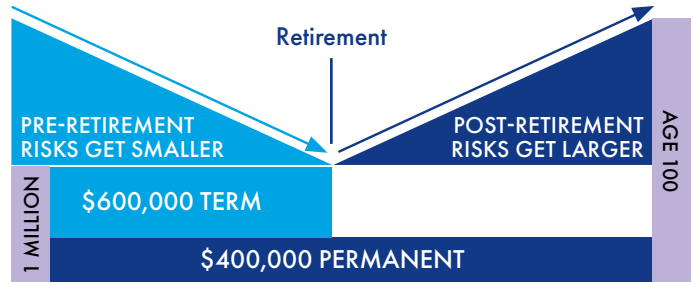 Retirement
PRE-RETIREMENT
RISKS GET SMALLER
POST-RETIREMENT
RISKS GET LARGER
AGE 100
1 MILLION
$600,000 TERM
$400,000 PERMANENT